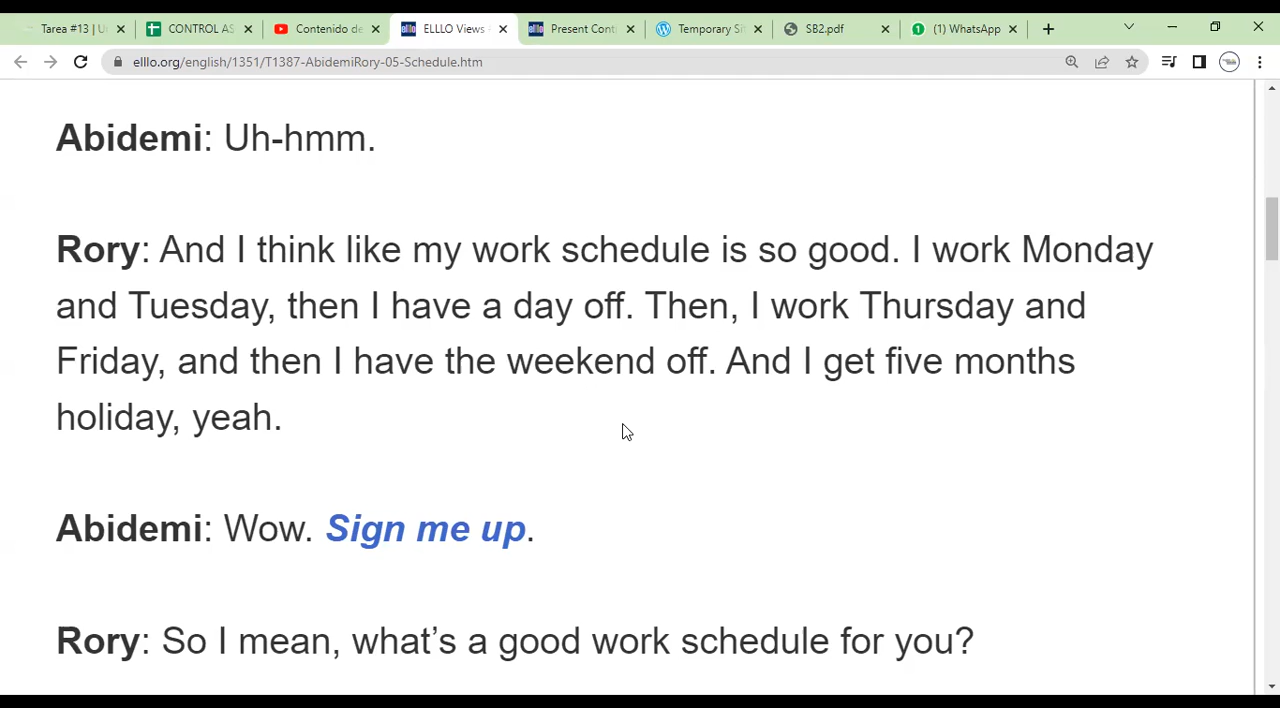 Tarea #13 | U
CONTROL AS
Contenido de
ELLLO Views -
Present Conti
Temporary Sit
SB2.pdf
(1) WhatsApp
elllo.org/english/1351/T1387-AbidemiRory-05-Schedule.htm
Abidemi: Uh-hmm.
Rory: And I think like my work schedule is so good. I work Monday
and Tuesday, then I have a day off. Then, I work Thursday and
Friday, and then I have the weekend off. And I get five months
holiday, yeah.
Abidemi: Wow. Sign me up.
Rory: So I mean, what’s a good work schedule for you?